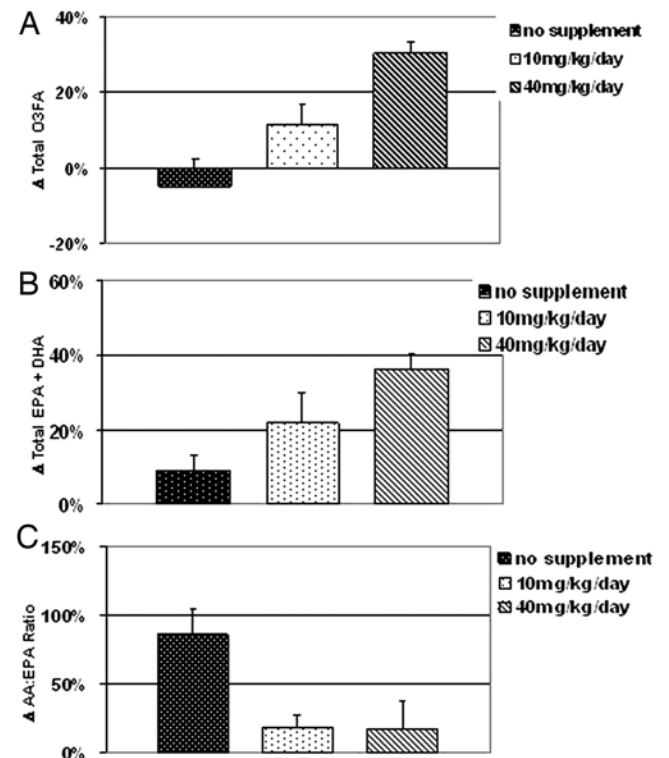 A
Δ Total O3FA
40%
20%
0%
-20%
no supplement
10mg/kg/day
40mg/kg/day
B
Δ Total EPA + DHA
60%
40%
20%
0%
no supplement
10mg/kg/day
40mg/kg/day
C
Δ AA:EPA Ratio
150%
100%
50%
0%
no supplement
10mg/kg/day
40mg/kg/day